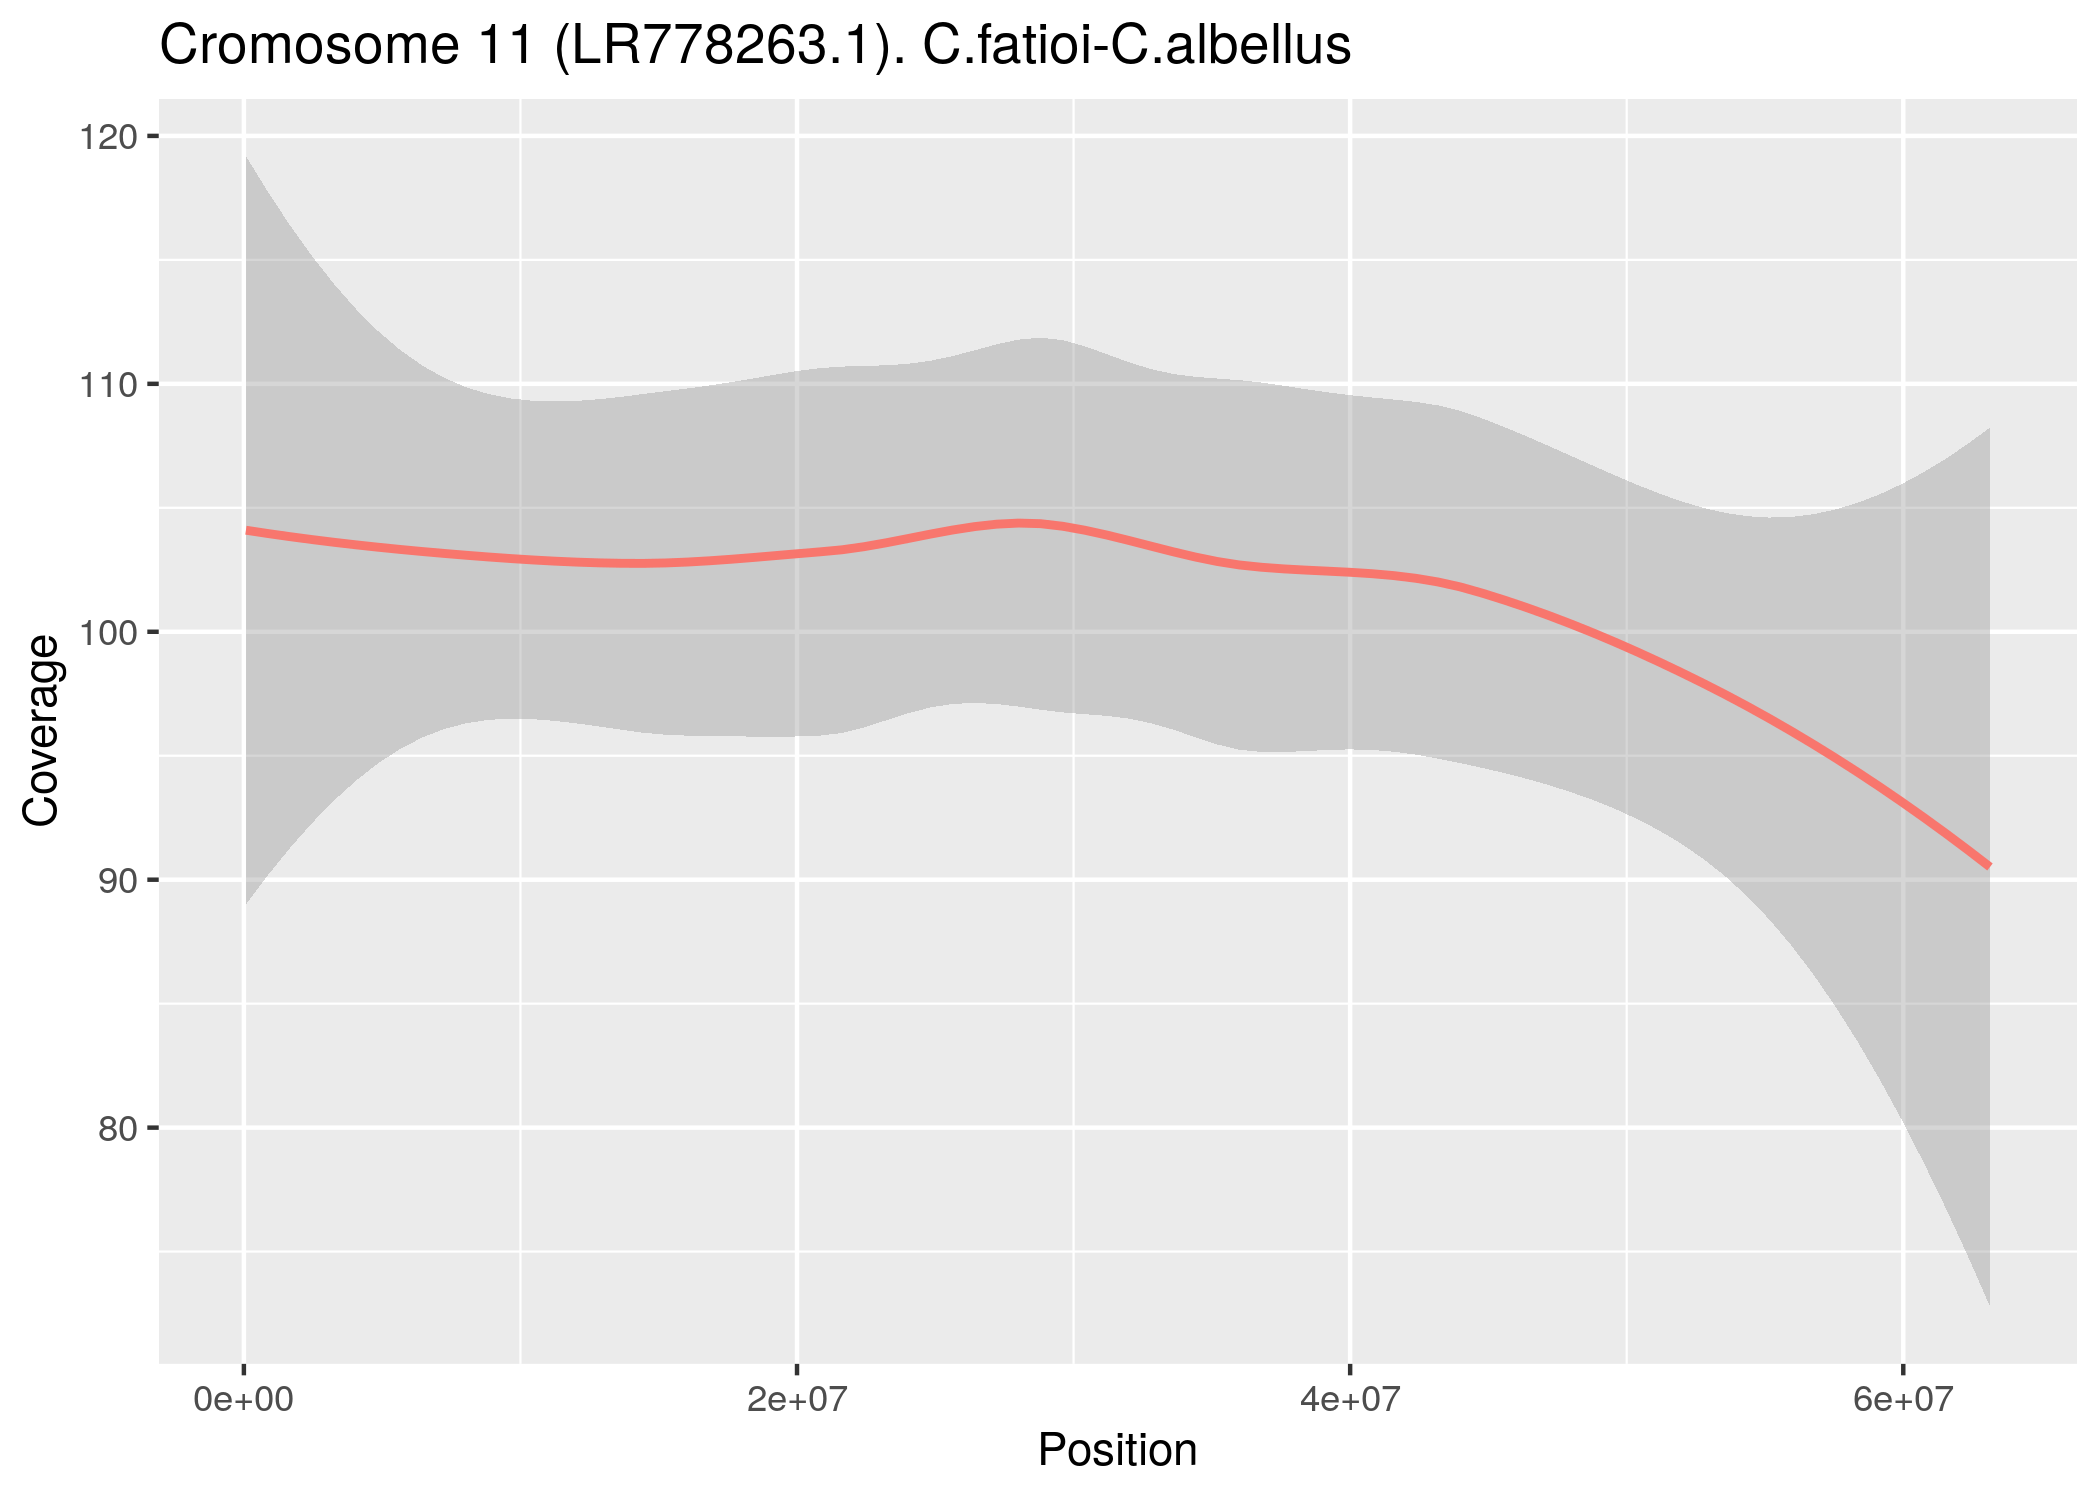 Cromosome 11 (LR778263.1). C.fatioi-C.albellus
120
110
100
90
80
Coverage
0e+00 2e+07 4e+07 6e+07
Position